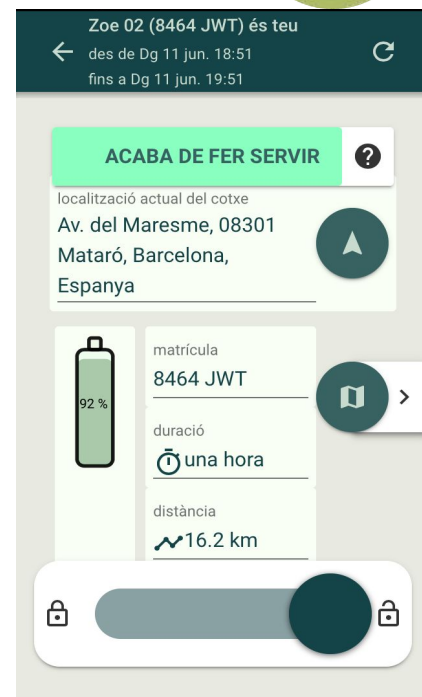 Zoe 02 (8464 JWT) és teu
des de Dg 11 jun. 18:51
fins a Dg 11 jun. 19:51
ACABA DE FER SERVIR
?
localització actual del cotxe
Av. del Maresme, 08301
Mataró, Barcelona,
Espanya
92 %
matrícula
8464 JWT
duració
una hora
distància
16.2 km